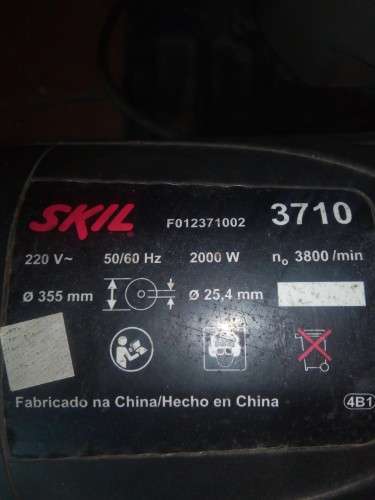 SKIL F012371002 3710
220 V~ 50/60 Hz 2000 W nₒ 3800 /min
Ø 355 mm Ø 25,4 mm
Fabricado na China/Hecho en China 4B1